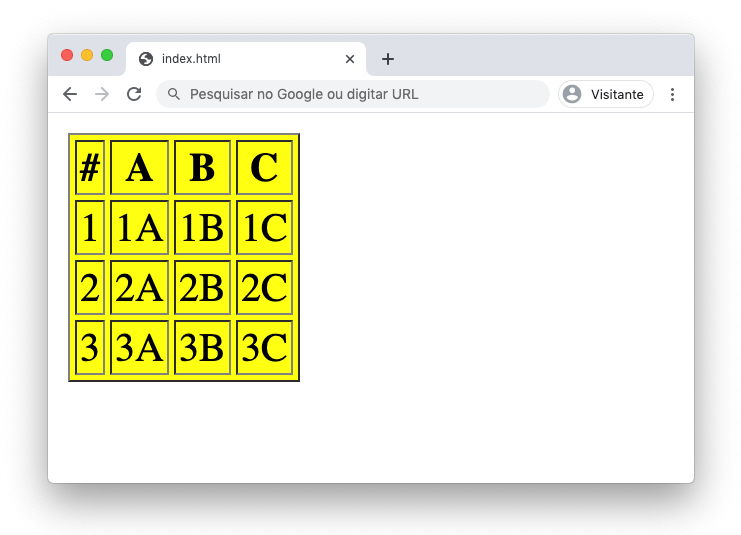 index.html
Pesquisar no Google ou digitar URL
Visitante
# A B C
1 1A 1B 1C
2 2A 2B 2C
3 3A 3B 3C